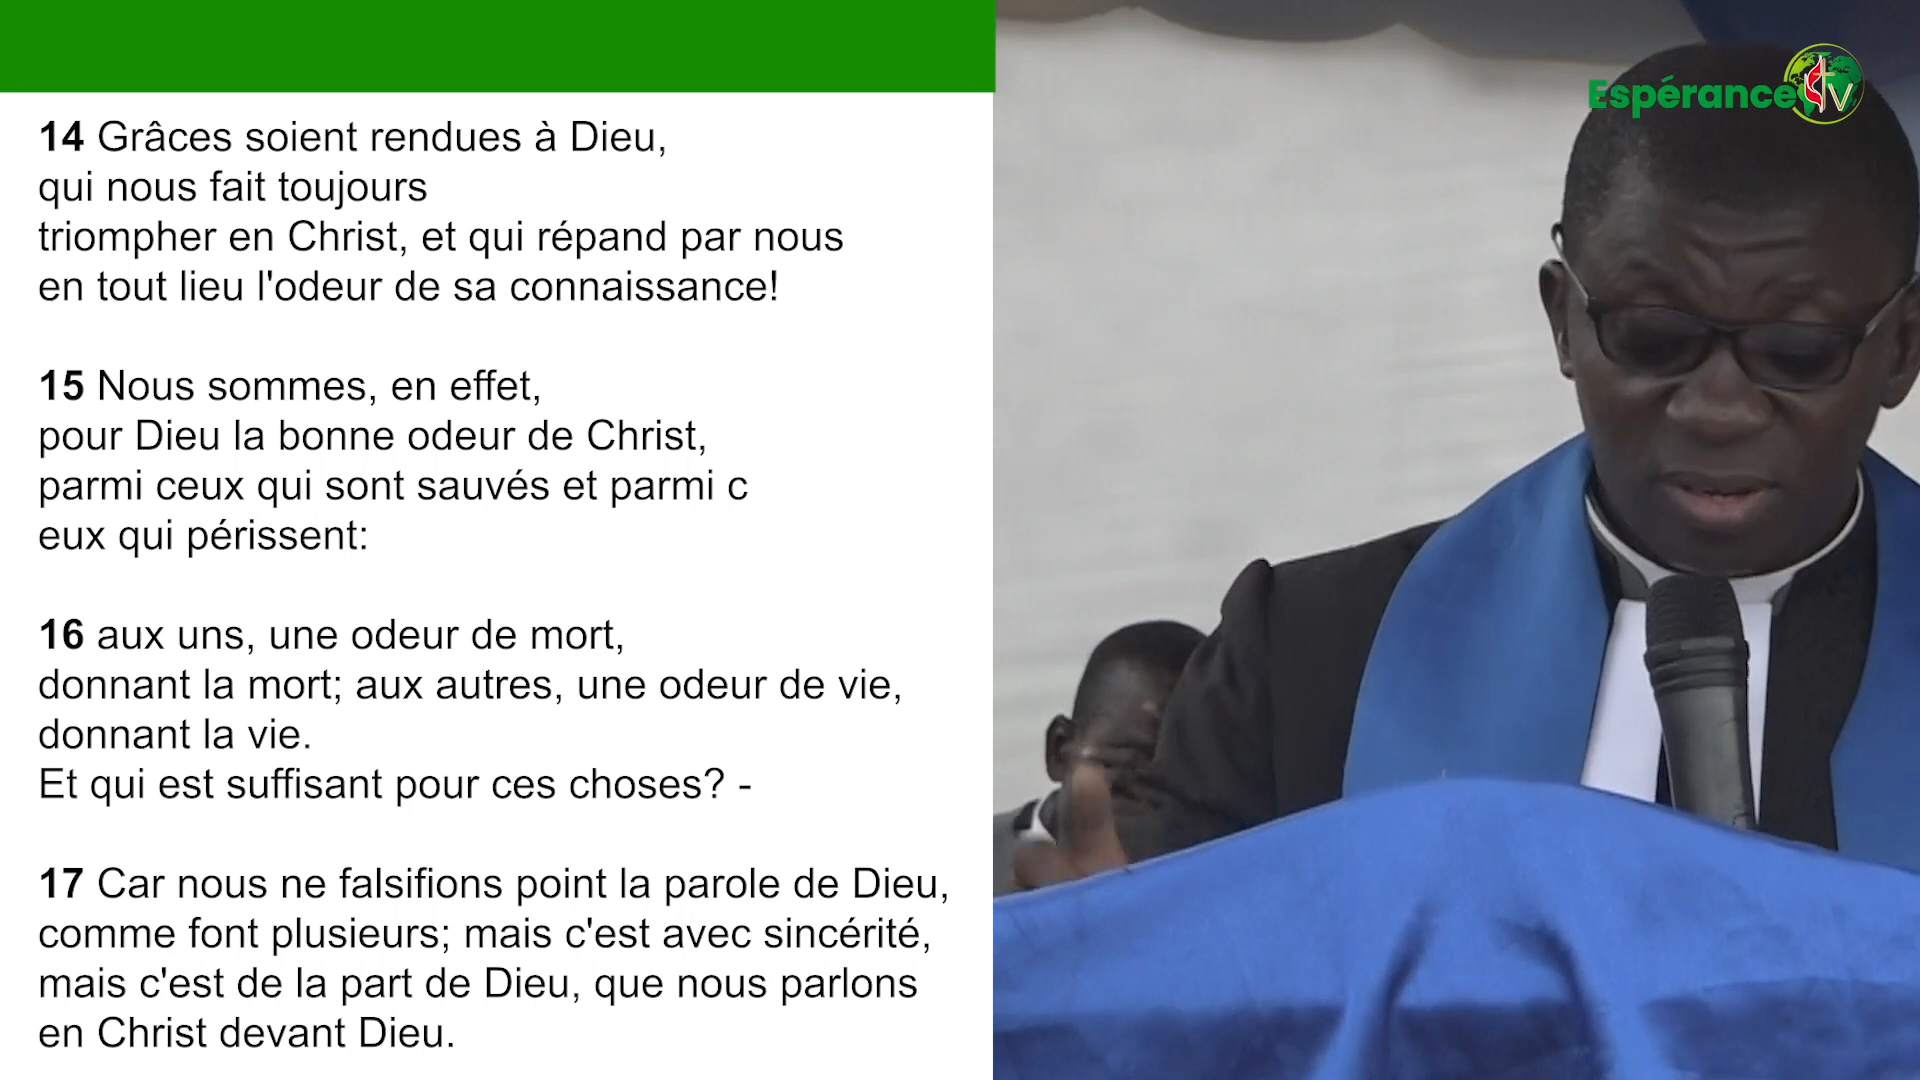 14 Grâces soient rendues à Dieu,
qui nous fait toujours
triompher en Christ, et qui répand par nous
en tout lieu l'odeur de sa connaissance!
15 Nous sommes, en effet,
pour Dieu la bonne odeur de Christ,
parmi ceux qui sont sauvés et parmi c
eux qui périssent:
16 aux uns, une odeur de mort,
donnant la mort; aux autres, une odeur de vie,
donnant la vie.
Et qui est suffisant pour ces choses? -
17 Car nous ne falsifions point la parole de Dieu,
comme font plusieurs; mais c'est avec sincérité,
mais c'est de la part de Dieu, que nous parlons
en Christ devant Dieu.
Espérance TV